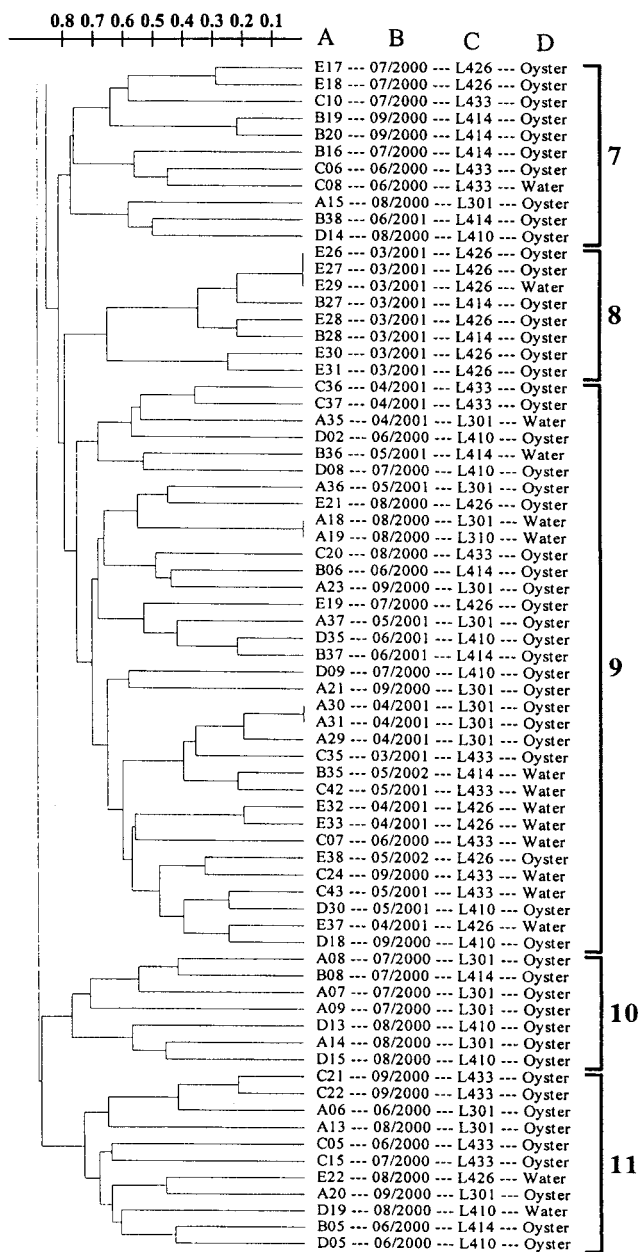 0.8 0.7 0.6 0.5 0.4 0.3 0.2 0.1 A B C D
E17 --- 07/2000 --- L426 --- Oyster
E18 --- 07/2000 --- L426 --- Oyster
C10 --- 07/2000 --- L433 --- Oyster
B19 --- 09/2000 --- L414 --- Oyster
B20 --- 09/2000 --- L414 --- Oyster
7
B16 --- 07/2000 --- L414 --- Oyster
C06 --- 06/2000 --- L433 --- Oyster
C08 --- 06/2000 --- L433 --- Water
A15 --- 08/2000 --- L301 --- Oyster
B38 --- 06/2001 --- L414 --- Oyster
D14 --- 08/2000 --- L410 --- Oyster
E26 --- 03/2001 --- L426 --- Oyster
E27 --- 03/2001 --- L426 --- Oyster
E29 --- 03/2001 --- L426 --- Water
B27 --- 03/2001 --- L414 --- Oyster
8
E28 --- 03/2001 --- L426 --- Oyster
B28 --- 03/2001 --- L414 --- Oyster
E30 --- 03/2001 --- L426 --- Oyster
E31 --- 03/2001 --- L426 --- Oyster
C36 --- 04/2001 --- L433 --- Oyster
C37 --- 04/2001 --- L433 --- Oyster
A35 --- 04/2001 --- L301 --- Water
D02 --- 06/2000 --- L410 --- Oyster
B36 --- 05/2001 --- L414 --- Water
D08 --- 07/2000 --- L410 --- Oyster
A36 --- 05/2001 --- L301 --- Oyster
E21 --- 08/2000 --- L426 --- Oyster
A18 --- 08/2000 --- L301 --- Water
A19 --- 08/2000 --- L310 --- Water
C20 --- 08/2000 --- L433 --- Oyster
B06 --- 06/2000 --- L414 --- Oyster
A23 --- 09/2000 --- L301 --- Oyster
E19 --- 07/2000 --- L426 --- Oyster
A37 --- 05/2001 --- L301 --- Oyster
D35 --- 06/2001 --- L410 --- Oyster
B37 --- 06/2001 --- L414 --- Oyster
9
D09 --- 07/2000 --- L410 --- Oyster
A21 --- 09/2000 --- L301 --- Oyster
A30 --- 04/2001 --- L301 --- Oyster
A31 --- 04/2001 --- L301 --- Oyster
A29 --- 04/2001 --- L301 --- Oyster
C35 --- 03/2001 --- L433 --- Oyster
B35 --- 05/2002 --- L414 --- Water
C42 --- 05/2001 --- L433 --- Water
E32 --- 04/2001 --- L426 --- Water
E33 --- 04/2001 --- L426 --- Water
C07 --- 06/2000 --- L433 --- Water
E38 --- 05/2002 --- L426 --- Oyster
C24 --- 09/2000 --- L433 --- Water
C43 --- 05/2001 --- L433 --- Water
D30 --- 05/2001 --- L410 --- Oyster
E37 --- 04/2001 --- L426 --- Water
D18 --- 09/2000 --- L410 --- Oyster
A08 --- 07/2000 --- L301 --- Oyster
B08 --- 07/2000 --- L414 --- Oyster
A07 --- 07/2000 --- L301 --- Oyster
A09 --- 07/2000 --- L301 --- Oyster
10
D13 --- 08/2000 --- L410 --- Oyster
A14 --- 08/2000 --- L301 --- Oyster
D15 --- 08/2000 --- L410 --- Oyster
C21 --- 09/2000 --- L433 --- Oyster
C22 --- 09/2000 --- L433 --- Oyster
A06 --- 06/2000 --- L301 --- Oyster
A13 --- 08/2000 --- L301 --- Oyster
C05 --- 06/2000 --- L433 --- Oyster
C15 --- 07/2000 --- L433 --- Oyster
11
E22 --- 08/2000 --- L426 --- Water
A20 --- 09/2000 --- L301 --- Oyster
D19 --- 08/2000 --- L410 --- Water
B05 --- 06/2000 --- L414 --- Oyster
D05 --- 06/2000 --- L410 --- Oyster